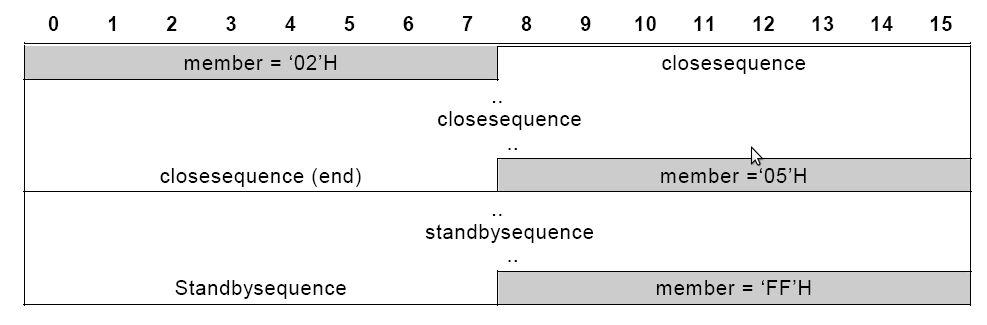 0 1 2 3 4 5 6 7 8 9 10 11 12 13 14 15
member = ‘02’H closesequence
..
closesequence
..
closesequence (end) member =‘05’H
..
standbysequence
..
Standbysequence member = ‘FF’H